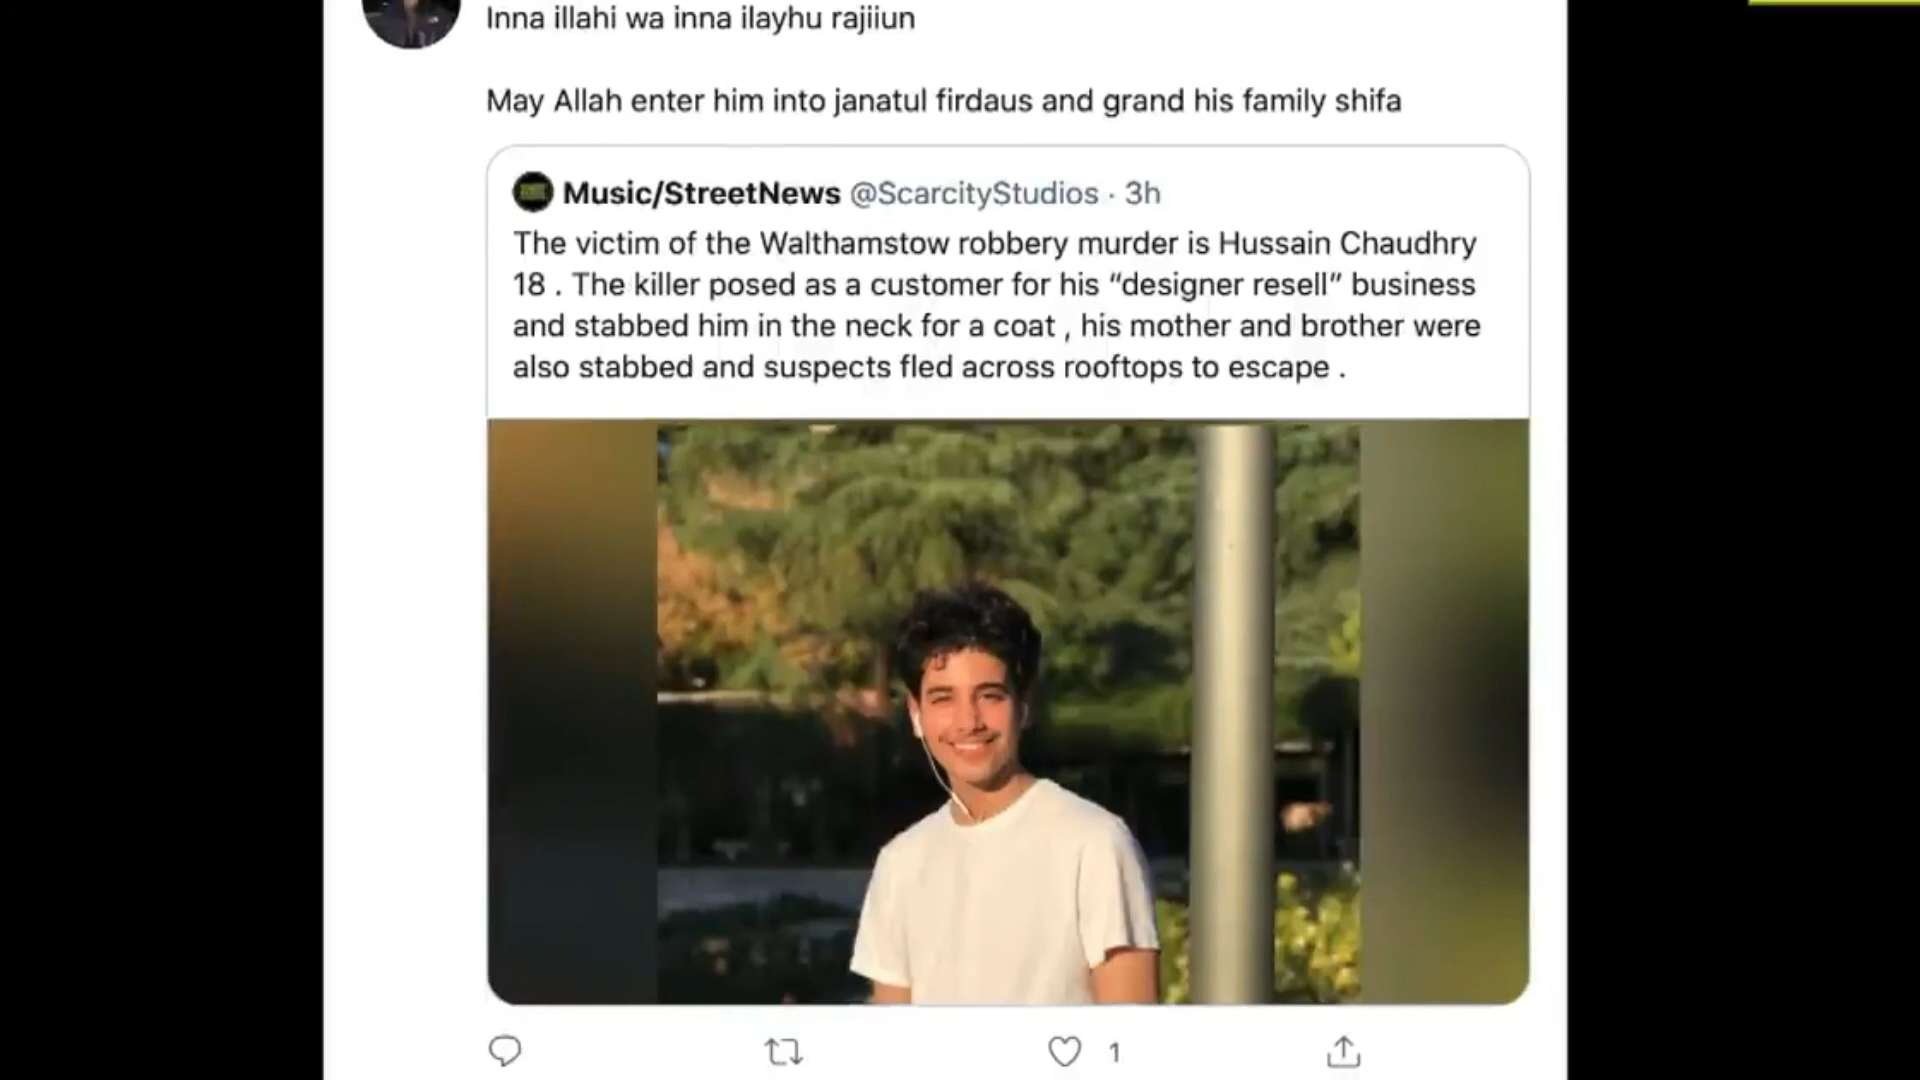 Inna illahi wa inna ilayhu rajiiun
May Allah enter him into janatul firdaus and grand his family shifa
Music/StreetNews @ScarcityStudios · 3h
The victim of the Walthamstow robbery murder is Hussain Chaudhry
18 . The killer posed as a customer for his “designer resell” business
and stabbed him in the neck for a coat , his mother and brother were
also stabbed and suspects fled across rooftops to escape .
1